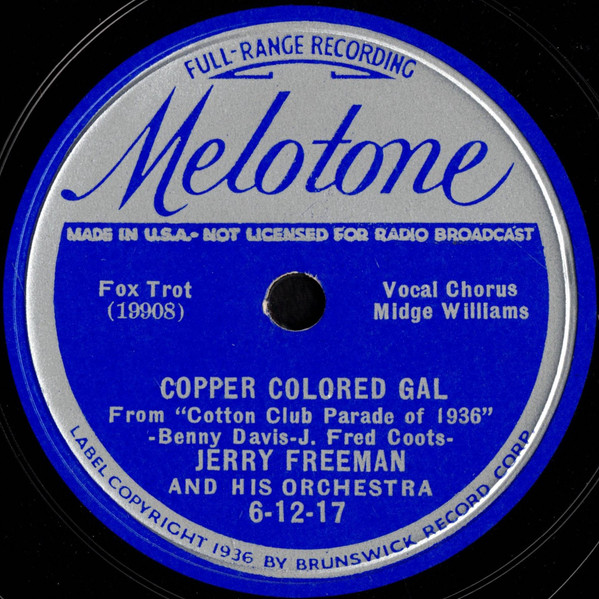 FULL-RANGE RECORDING
Melotone
MADE IN U.S.A.- NOT LICENSED FOR RADIO BROADCAST
Fox Trot
(19908)
Vocal Chorus
Midge Williams
COPPER COLORED GAL
From "Cotton Club Parade of 1936"
-Benny Davis-J. Fred Coots-
JERRY FREEMAN
AND HIS ORCHESTRA
6-12-17
LABEL COPYRIGHT 1936 BY BRUNSWICK RECORD CORP.